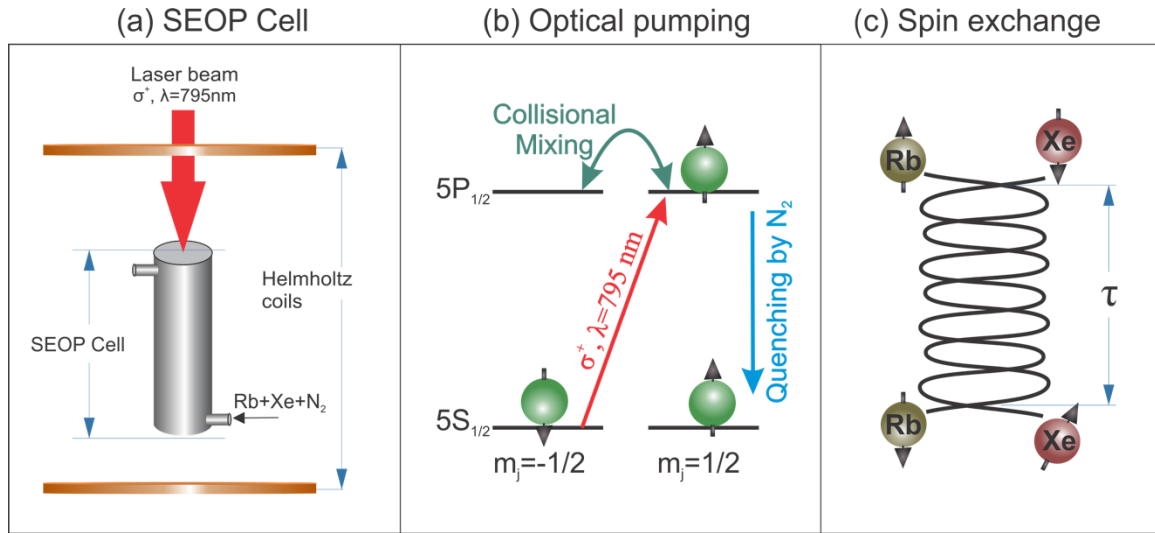 (a) SEOP Cell
Laser beam
σ⁺, λ=795nm
Helmholtz
coils
SEOP Cell
Rb+Xe+N₂
(b) Optical pumping
Collisional
Mixing
5P₁/₂
σ⁺, λ=795 nm
Quenching by N₂
5S₁/₂
mⱼ=-1/2
mⱼ=1/2
(c) Spin exchange
Rb
Xe
τ
Rb
Xe